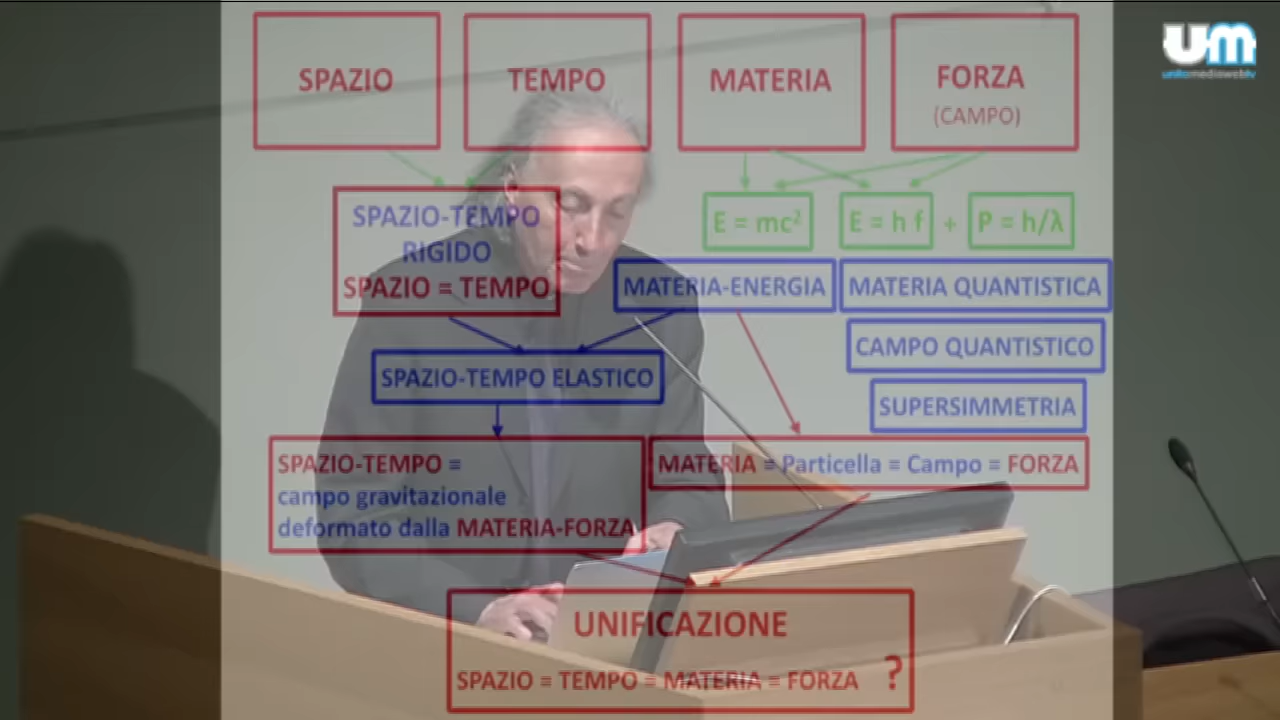 SPAZIO
TEMPO
MATERIA
FORZA
(CAMPO)
um
unitomediawebtv
SPAZIO-TEMPO
RIGIDO
SPAZIO = TEMPO
E = mc²
E = h f + P = h/λ
MATERIA-ENERGIA
MATERIA QUANTISTICA
CAMPO QUANTISTICO
SPAZIO-TEMPO ELASTICO
SUPERSIMMETRIA
SPAZIO-TEMPO =
campo gravitazionale
deformato dalla MATERIA-FORZA
MATERIA = Particella = Campo = FORZA
UNIFICAZIONE
SPAZIO = TEMPO = MATERIA = FORZA ?